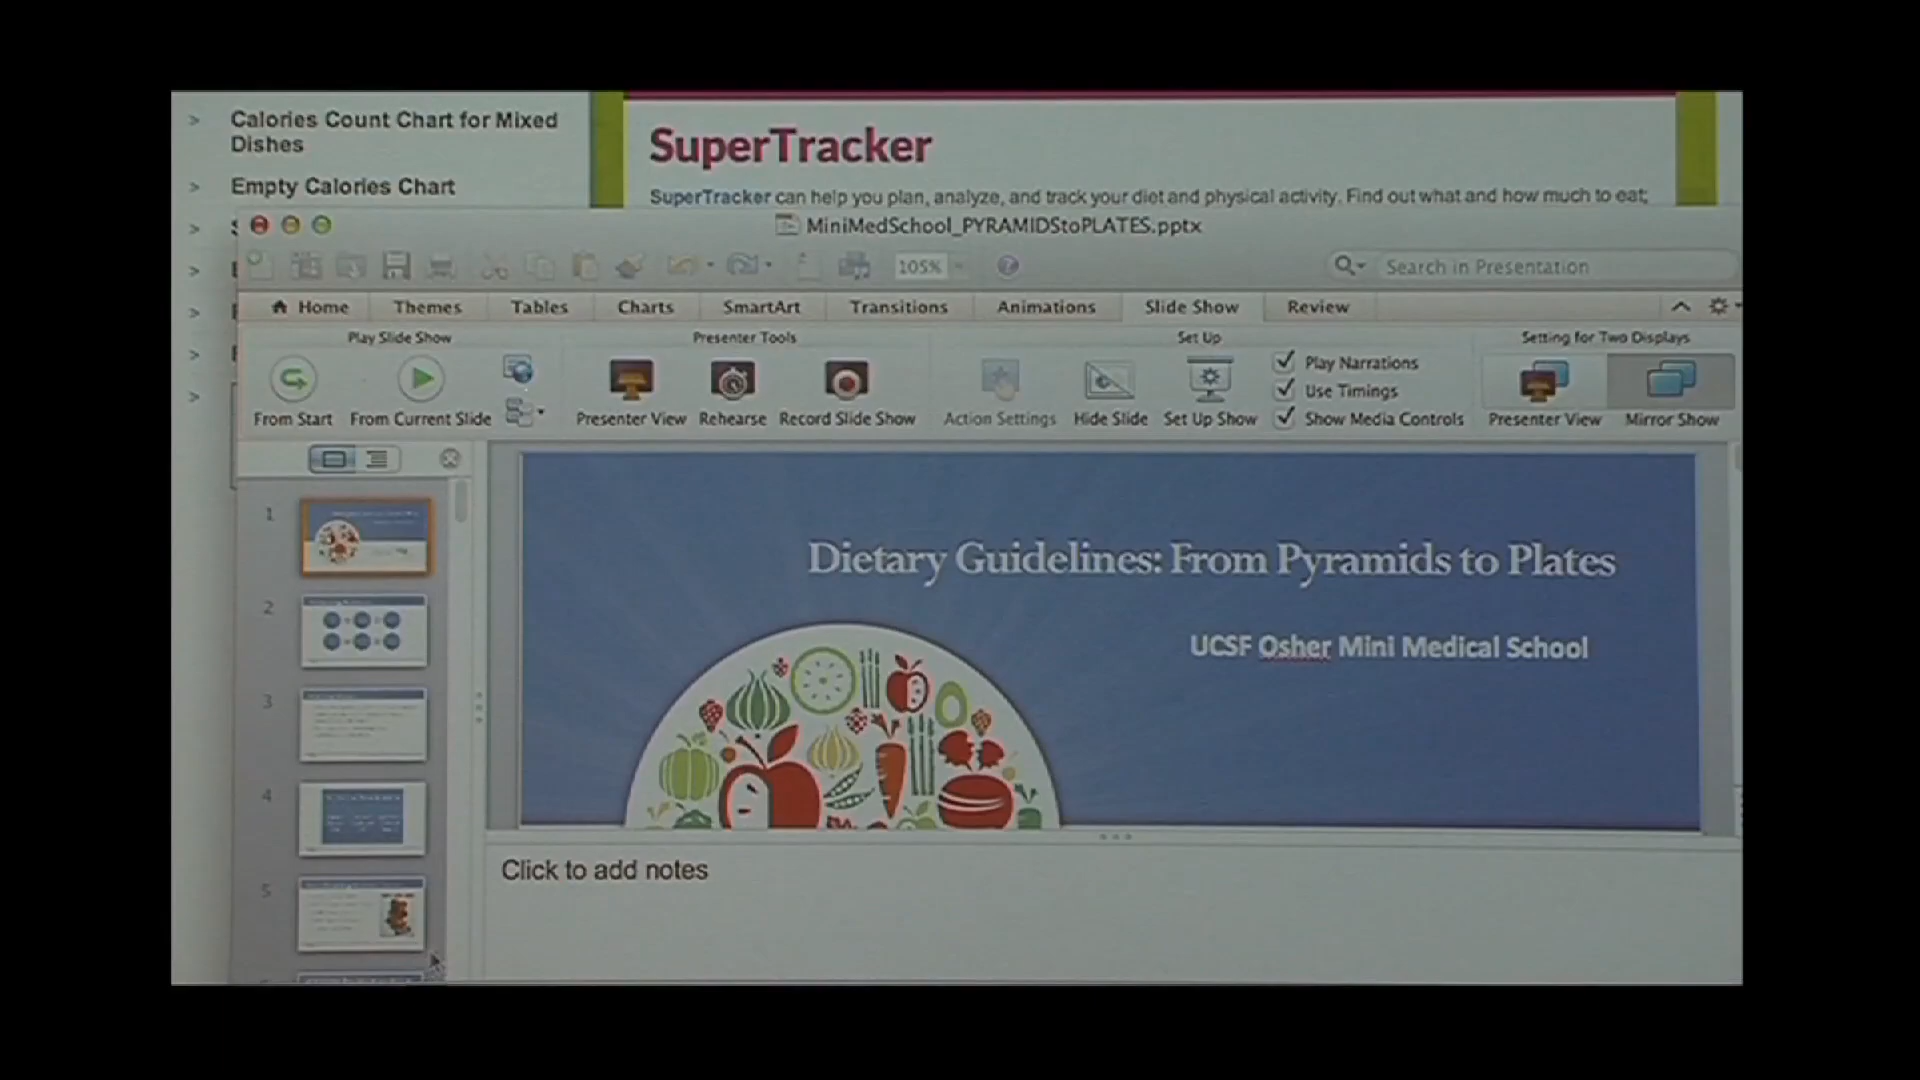 > Calories Count Chart for Mixed
Dishes
> Empty Calories Chart
>
>
>
>
>
SuperTracker
SuperTracker can help you plan, analyze, and track your diet and physical activity. Find out what and how much to eat;
MiniMedSchool_PYRAMIDStoPLATES.pptx
105%
Search in Presentation
Home Themes Tables Charts SmartArt Transitions Animations Slide Show Review
Play Slide Show Presenter Tools Set Up Setting for Two Displays
Play Narrations
Use Timings
From Start From Current Slide Presenter View Rehearse Record Slide Show Action Settings Hide Slide Set Up Show Show Media Controls Presenter View Mirror Show
1
2
3
4
5
Dietary Guidelines: From Pyramids to Plates
UCSF Osher Mini Medical School
Click to add notes